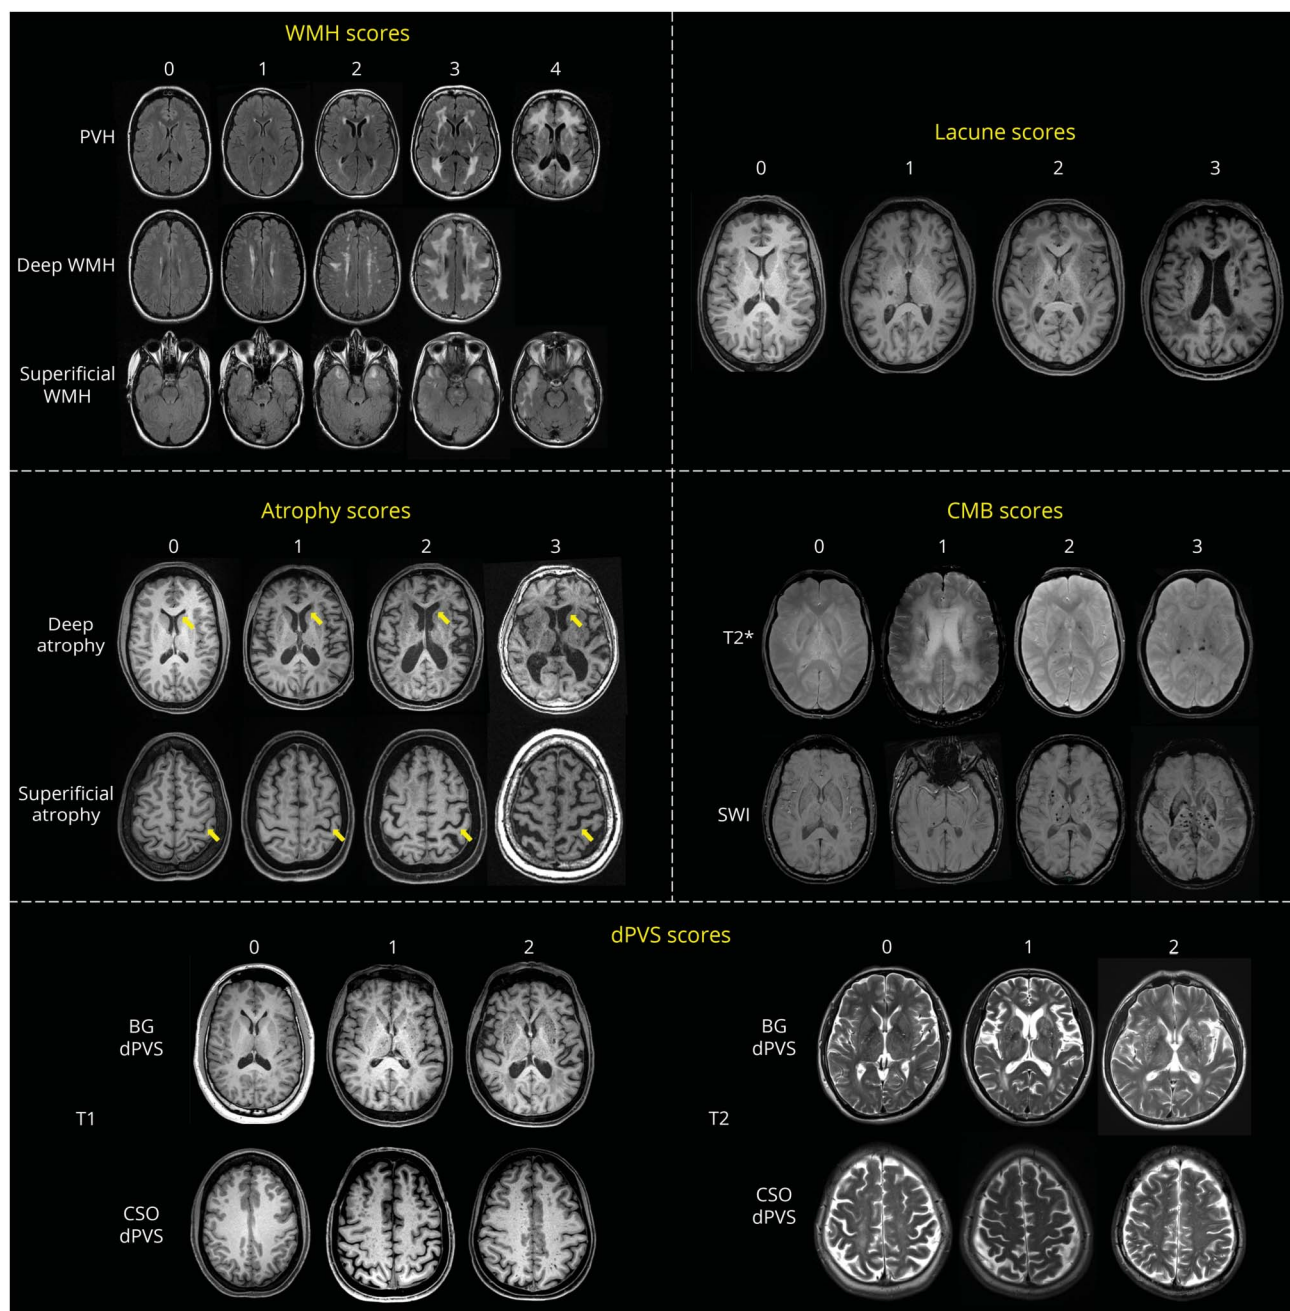 WMH scores
0 1 2 3 4
PVH
Deep WMH
Superificial
WMH
Lacune scores
0 1 2 3
Atrophy scores
0 1 2 3
Deep
atrophy
Superificial
atrophy
CMB scores
0 1 2 3
T2*
SWI
dPVS scores
0 1 2
BG
dPVS
T1
CSO
dPVS
0 1 2
BG
dPVS
T2
CSO
dPVS